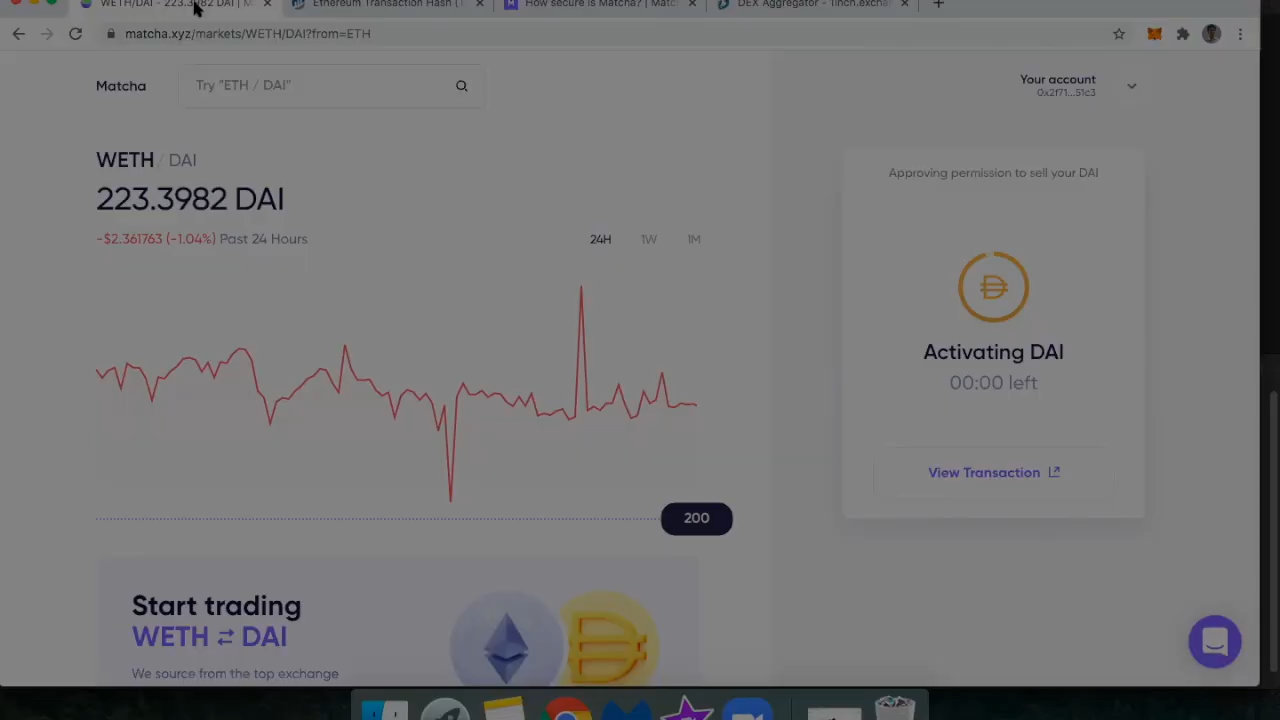 WETH/DAI - 223.3982 DAI | M
Ethereum Transaction Hash (T
How secure is Matcha? | Matc
DEX Aggregator - 1inch.exchan
matcha.xyz/markets/WETH/DAI?from=ETH
Matcha
Try "ETH / DAI"
Your account
0x2f71...51c3
WETH / DAI
223.3982 DAI
-$2.361763 (-1.04%) Past 24 Hours
24H
1W
1M
Approving permission to sell your DAI
Activating DAI
00:00 left
View Transaction
200
Start trading
WETH ⇄ DAI
We source from the top exchange